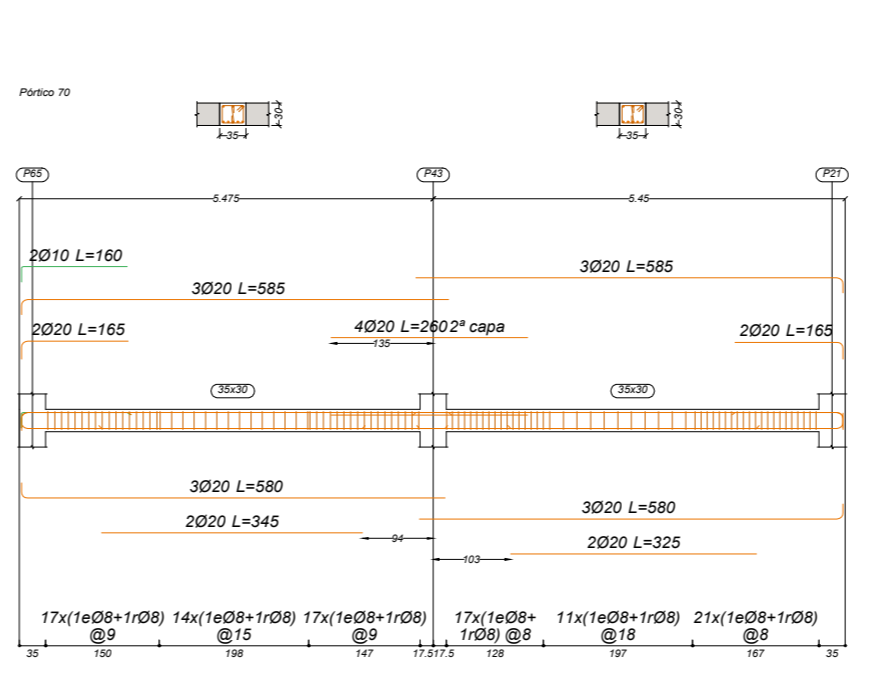 Pórtico 70
30
30
35
35
P65
P43
P21
5.475
5.45
2Ø10 L=160
3Ø20 L=585
3Ø20 L=585
2Ø20 L=165
4Ø20 L=260 2ª capa
2Ø20 L=165
135
35x30
35x30
3Ø20 L=580
3Ø20 L=580
2Ø20 L=345
94
2Ø20 L=325
103
17x(1eØ8+1rØ8) @9
14x(1eØ8+1rØ8) @15
17x(1eØ8+1rØ8) @9
17x(1eØ8+
1rØ8) @8
11x(1eØ8+1rØ8) @18
21x(1eØ8+1rØ8) @8
35 150 198 147 17.5 17.5 128 197 167 35